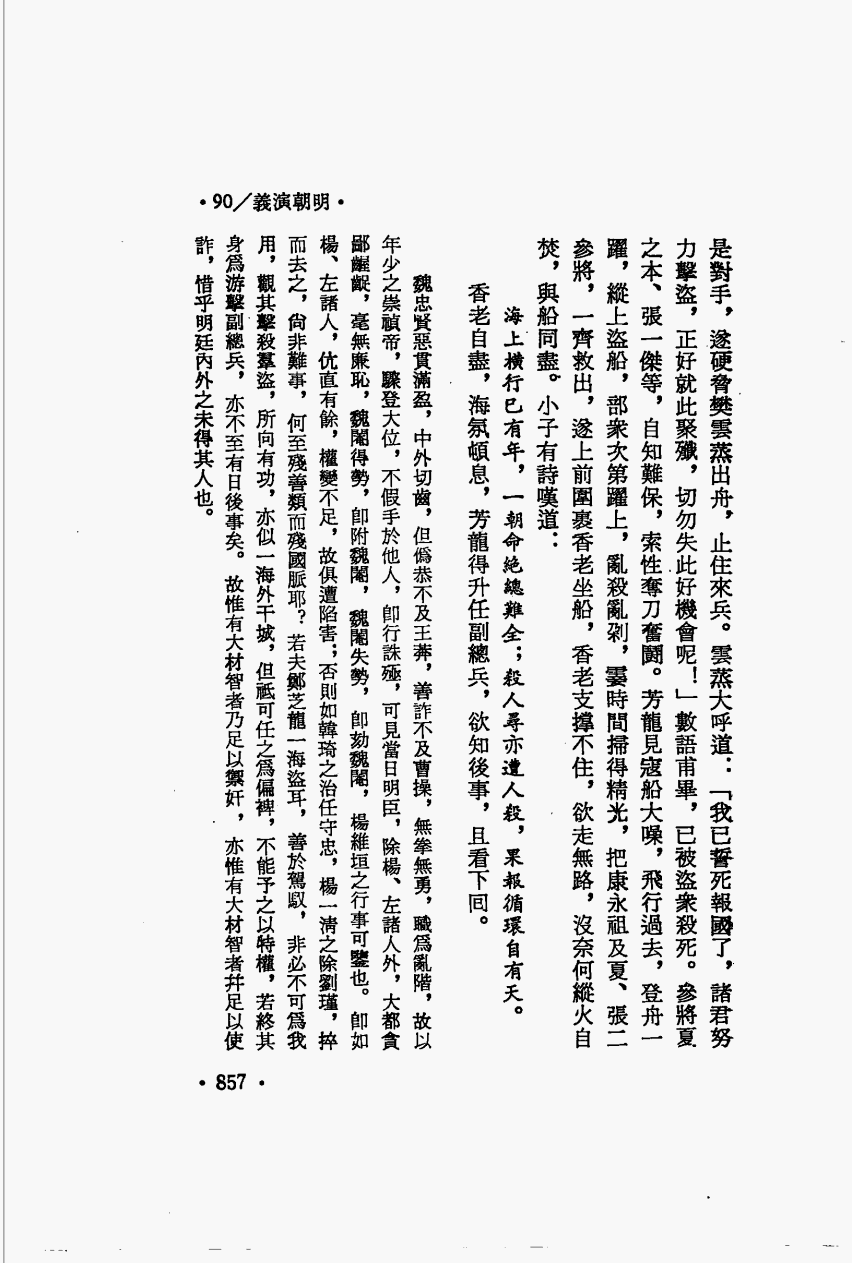 ·90/義演朝明·
是對手，遂硬脅樊雲蒸出舟，止住來兵。雲蒸大呼道：「我已誓死報國了，諸君努
力擊盜，正好就此聚殲，切勿失此好機會呢！」數語甫畢，已被盜衆殺死。參將夏
之本、張一傑等，自知難保，索性奪刀奮鬪。芳龍見寇船大噪，飛行過去，登舟一
躍，縱上盜船，部衆次第躍上，亂殺亂剁，霎時間掃得精光，把康永祖及夏、張二
參將，一齊救出，遂上前圍裹香老坐船，香老支撐不住，欲走無路，沒奈何縱火自
焚，與船同盡。小子有詩嘆道：
海上橫行已有年，一朝命絕總難全；殺人尋亦遭人殺，果報循環自有天。
香老自盡，海氛頓息，芳龍得升任副總兵，欲知後事，且看下回。
魏忠賢惡貫滿盈，中外切齒，但僞恭不及王莽，善詐不及曹操，無拳無勇，職爲亂階，故以
年少之崇禎帝，驟登大位，不假手於他人，卽行誅殛，可見當日明臣，除楊、左諸人外，大都貪
鄙齷齪，毫無廉恥，魏閹得勢，卽附魏閹，魏閹失勢，卽劾魏閹，楊維垣之行事可鑒也。卽如
楊、左諸人，伉直有餘，權變不足，故俱遭陷害；否則如韓琦之治任守忠，楊一淸之除劉瑾，捽
而去之，尙非難事，何至殘善類而殘國脈耶？若夫鄭芝龍一海盜耳，善於駕馭，非必不可爲我
用，觀其擊殺羣盜，所向有功，亦似一海外干城，但祗可任之爲偏裨，不能予之以特權，若終其
身爲游擊副總兵，亦不至有日後事矣。故惟有大材智者乃足以禦奸，亦惟有大材智者幷足以使
詐，惜乎明廷內外之未得其人也。
·857·